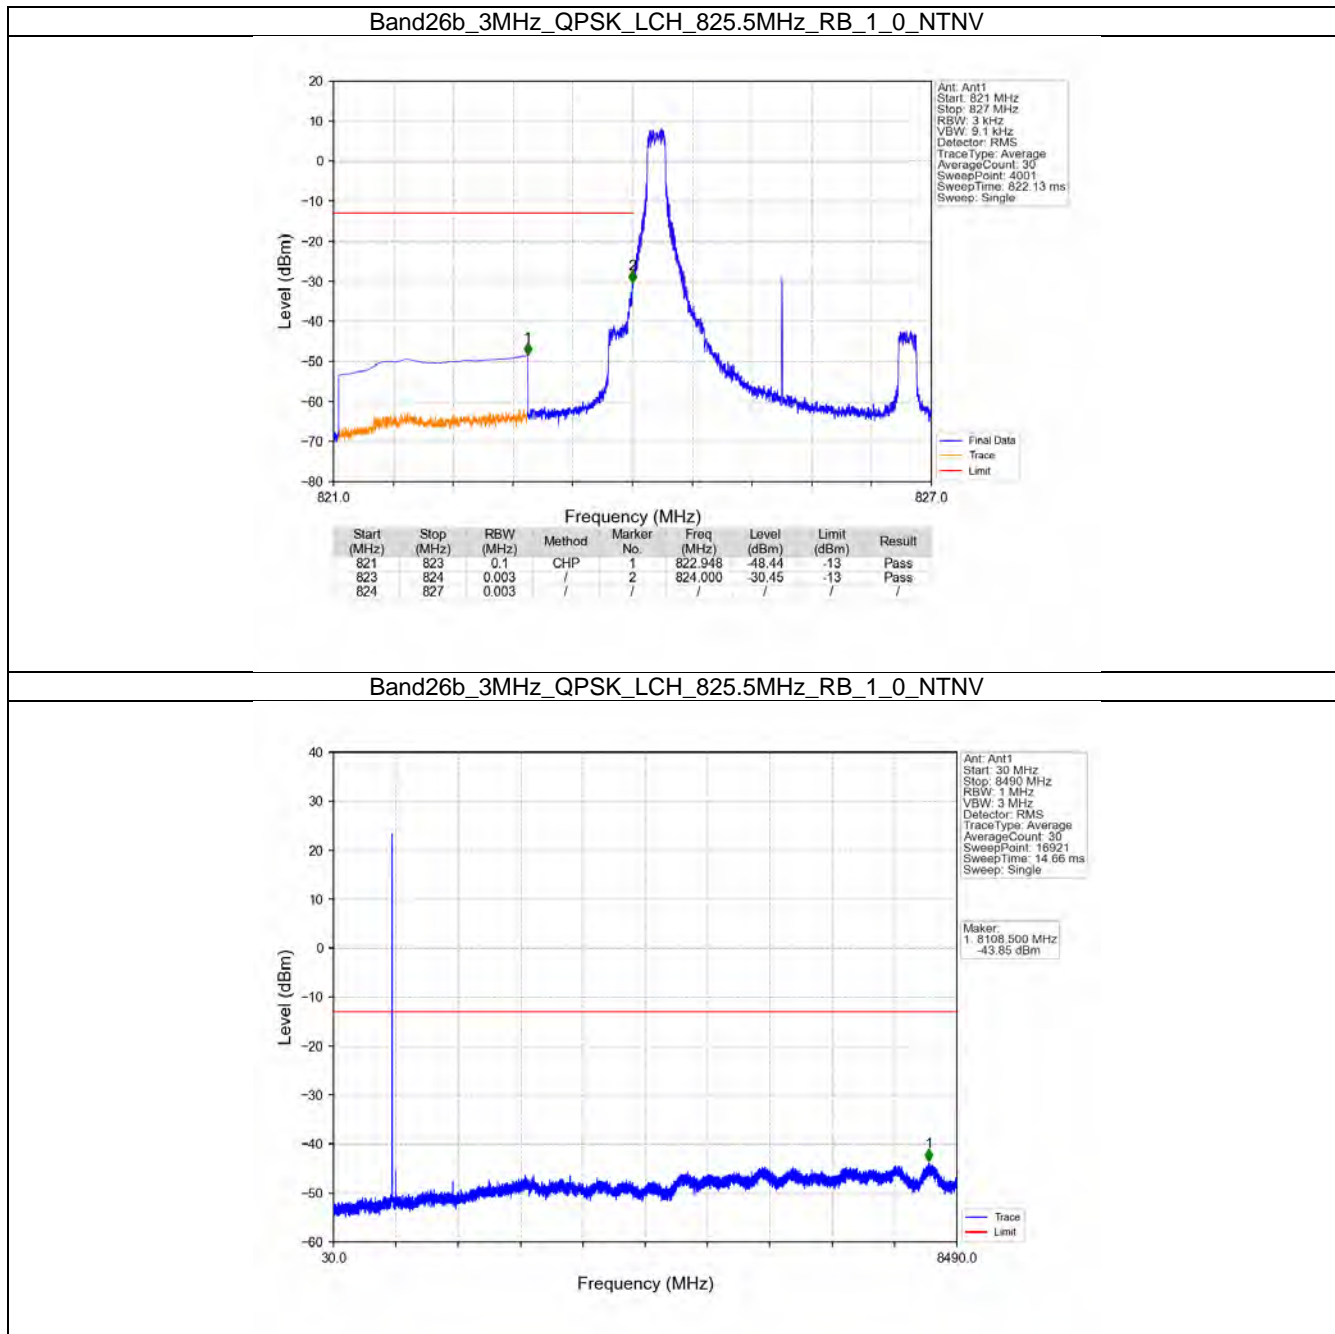 Band26b_3MHz_QPSK_LCH_825.5MHz_RB_1_0_NTNV
20
10
0
−10
−20
−30
−40
−50
−60
−70
−80
Level (dBm)
1
2
821.0
827.0
Frequency (MHz)
Ant: Ant1
Start: 821 MHz
Stop: 827 MHz
RBW: 3 kHz
VBW: 9.1 kHz
Detector: RMS
TraceType: Average
AverageCount: 30
SweepPoint: 4001
SweepTime: 822.13 ms
Sweep: Single
Final Data
Trace
Limit
Start (MHz) Stop (MHz) RBW (MHz) Method Marker No. Freq (MHz) Level (dBm) Limit (dBm) Result
821 823 0.1 CHP 1 822.948 -48.44 -13 Pass
823 824 0.003 / 2 824.000 -30.45 -13 Pass
824 827 0.003 / / / / / /
Band26b_3MHz_QPSK_LCH_825.5MHz_RB_1_0_NTNV
40
30
20
10
0
−10
−20
−30
−40
−50
−60
Level (dBm)
1
30.0
8490.0
Frequency (MHz)
Ant: Ant1
Start: 30 MHz
Stop: 8490 MHz
RBW: 1 MHz
VBW: 3 MHz
Detector: RMS
TraceType: Average
AverageCount: 30
SweepPoint: 16921
SweepTime: 14.66 ms
Sweep: Single
Maker:
1. 8108.500 MHz
-43.85 dBm
Trace
Limit